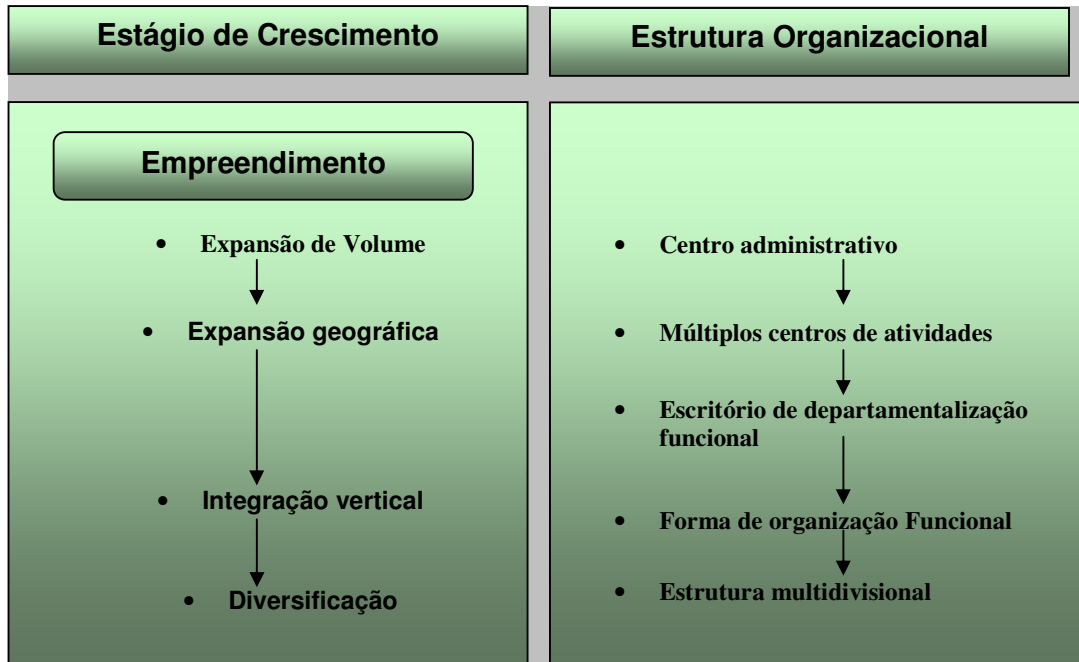 Estágio de Crescimento
Estrutura Organizacional
Empreendimento
• Expansão de Volume
• Expansão geográfica
• Integração vertical
• Diversificação
• Centro administrativo
• Múltiplos centros de atividades
• Escritório de departamentalização
funcional
• Forma de organização Funcional
• Estrutura multidivisional